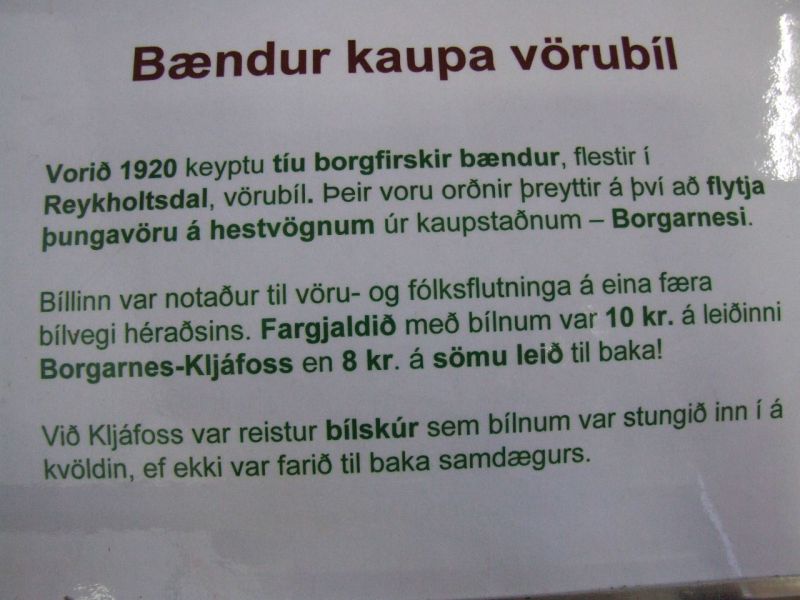 Bændur kaupa vörubíl
Vorið 1920 keyptu tíu borgfirskir bændur, flestir í
Reykholtsdal, vörubíl. Þeir voru orðnir þreyttir á því að flytja
þungavöru á hestvögnum úr kaupstaðnum – Borgarnesi.
Bíllinn var notaður til vöru- og fólksflutninga á eina færa
bílvegi héraðsins. Fargjaldið með bílnum var 10 kr. á leiðinni
Borgarnes-Kljáfoss en 8 kr. á sömu leið til baka!
Við Kljáfoss var reistur bílskúr sem bílnum var stungið inn í á
kvöldin, ef ekki var farið til baka samdægurs.